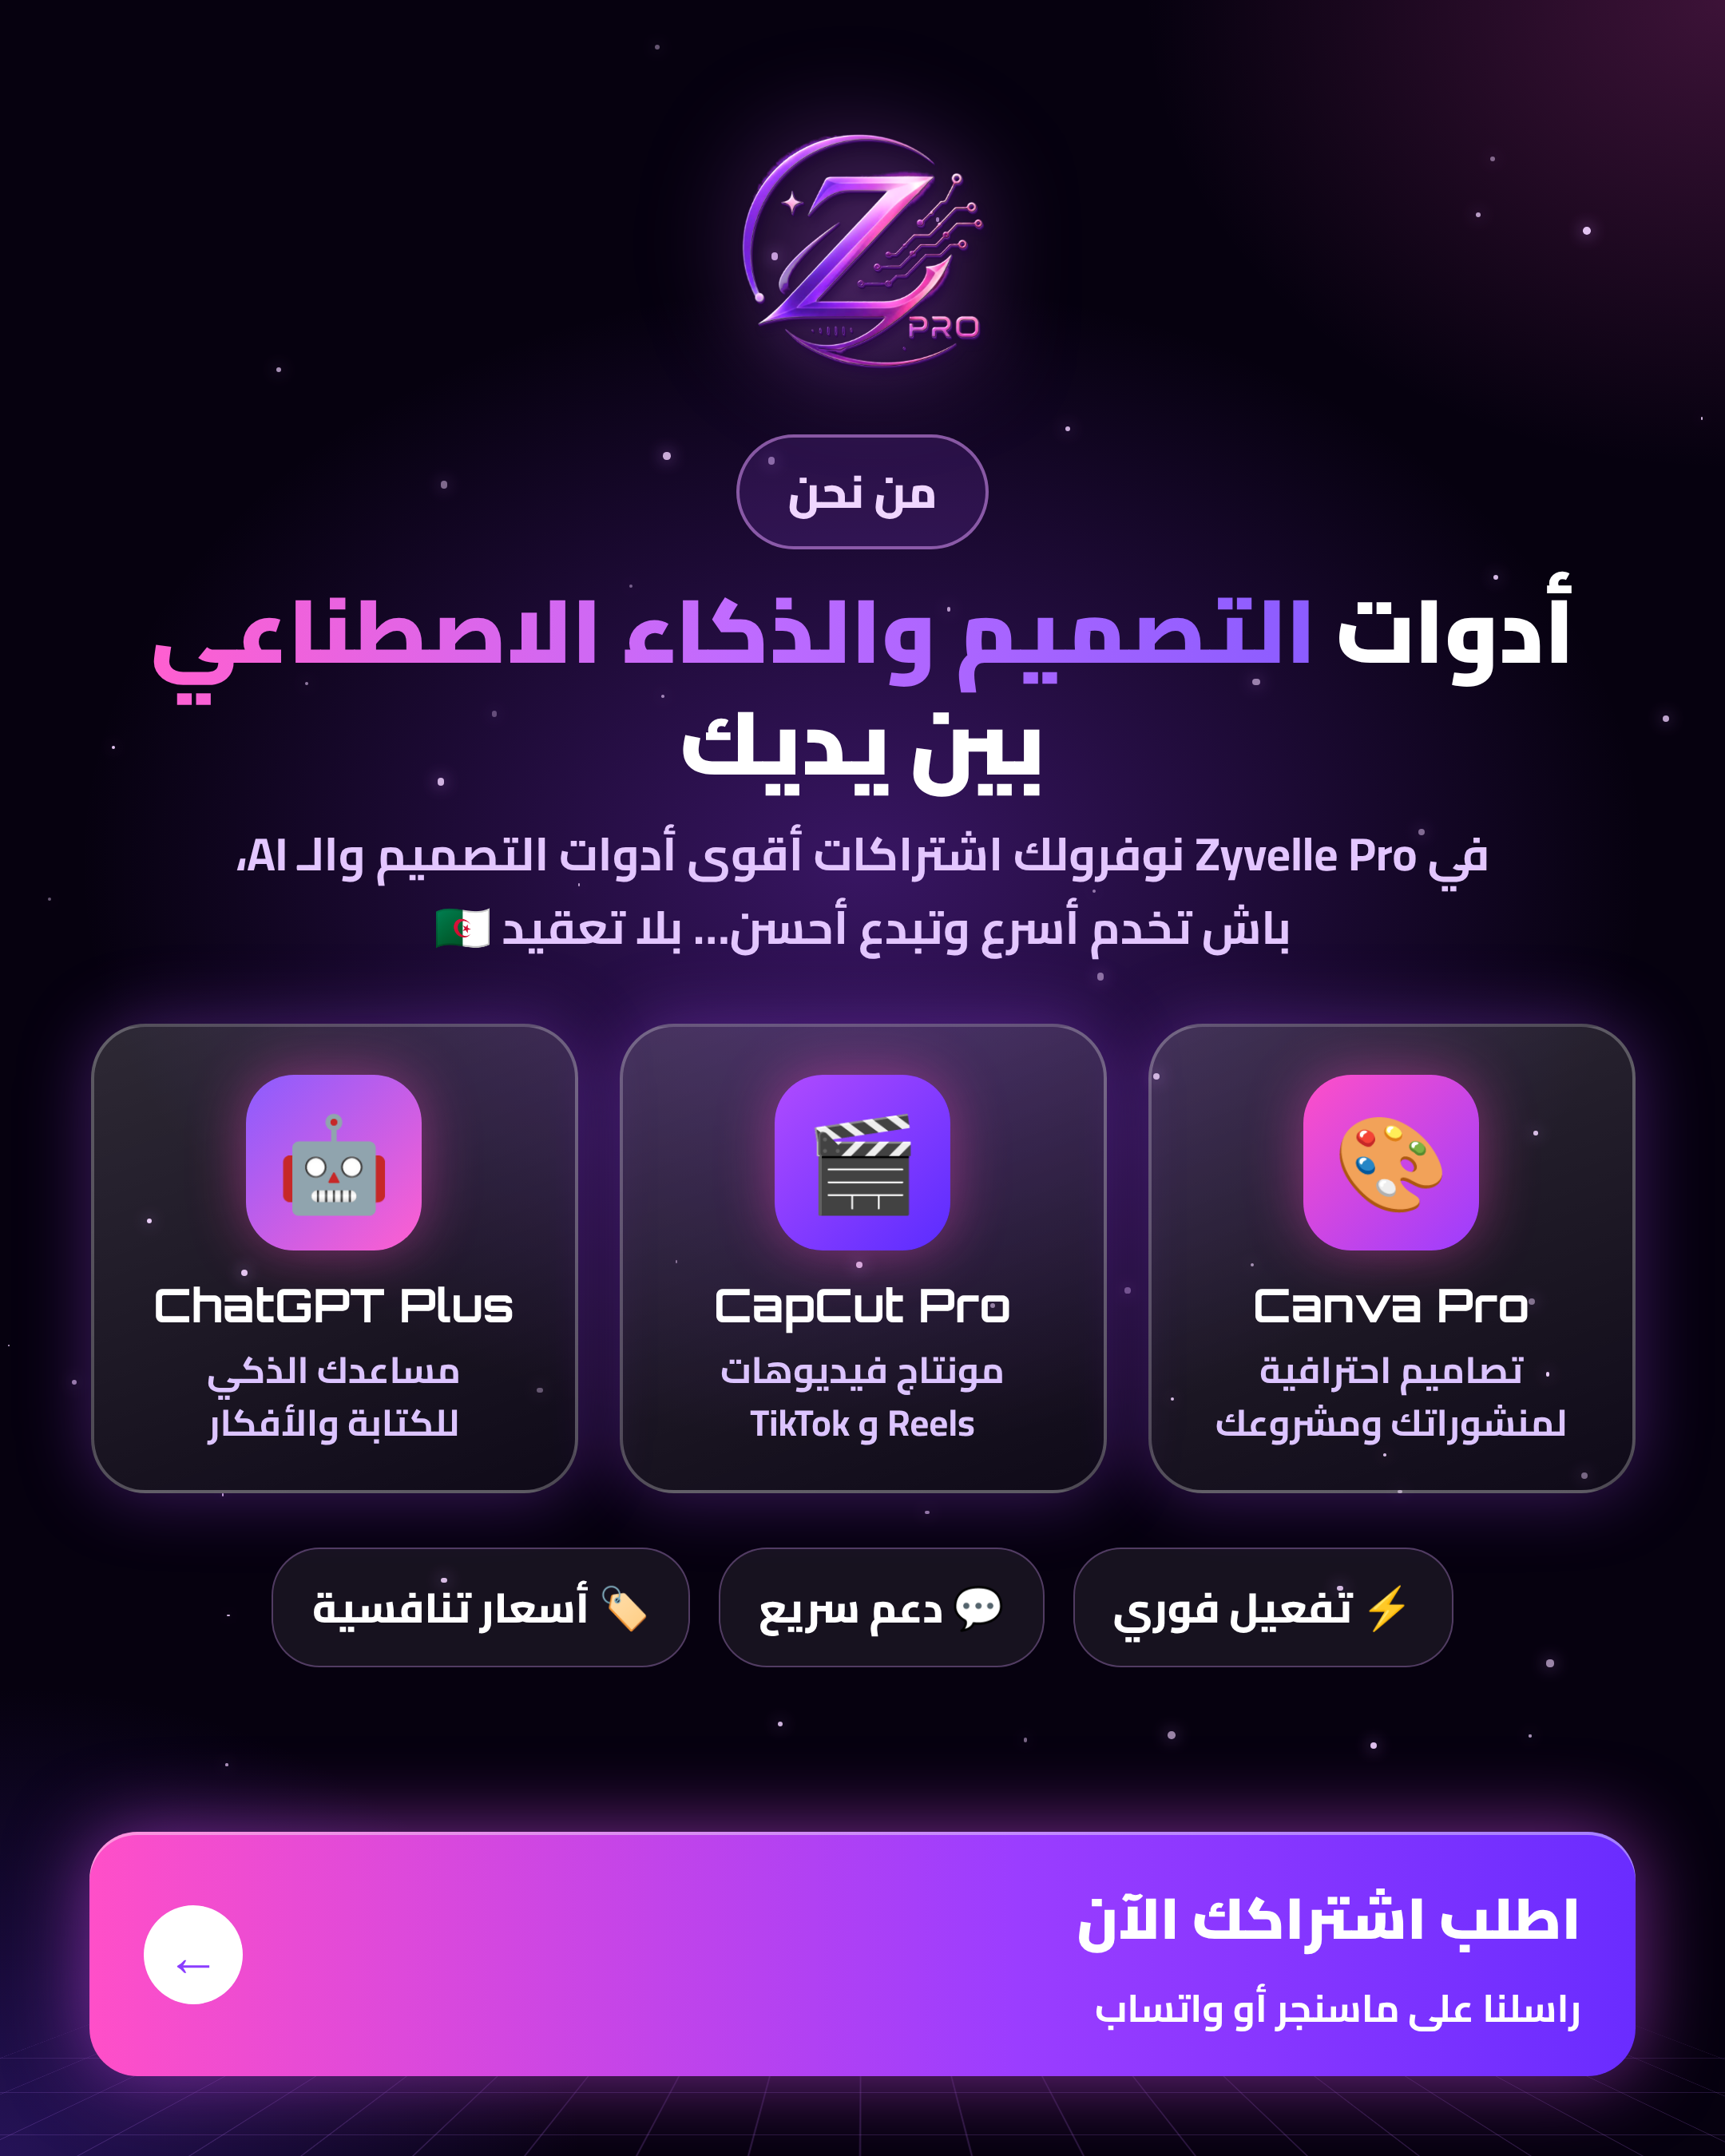 PRO
من نحن
أدوات التصميم والذكاء الاصطناعي
بين يديك
في Zyvelle Pro نوفرولك اشتراكات أقوى أدوات التصميم والـ AI،
باش تخدم أسرع وتبدع أحسن... بلا تعقيد 🇩🇿
Canva Pro
تصاميم احترافية
لمنشوراتك ومشروعك
CapCut Pro
مونتاج فيديوهات
Reels و TikTok
ChatGPT Plus
مساعدك الذكي
للكتابة والأفكار
⚡ تفعيل فوري
💬 دعم سريع
🏷️ أسعار تنافسية
اطلب اشتراكك الآن
راسلنا على ماسنجر أو واتساب
←